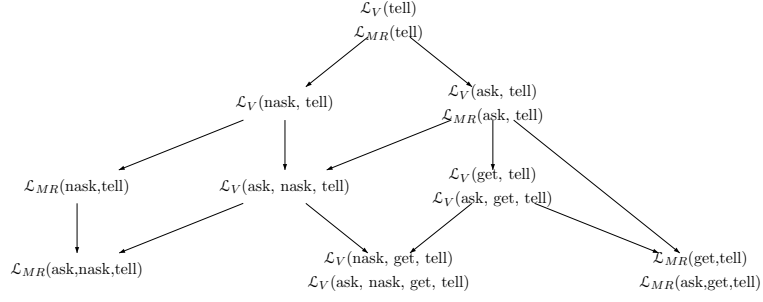 ℒ_V(tell)
ℒ_MR(tell)
ℒ_V(nask, tell)
ℒ_V(ask, tell)
ℒ_MR(ask, tell)
ℒ_MR(nask,tell)
ℒ_V(ask, nask, tell)
ℒ_V(get, tell)
ℒ_V(ask, get, tell)
ℒ_MR(ask,nask,tell)
ℒ_V(nask, get, tell)
ℒ_V(ask, nask, get, tell)
ℒ_MR(get,tell)
ℒ_MR(ask,get,tell)